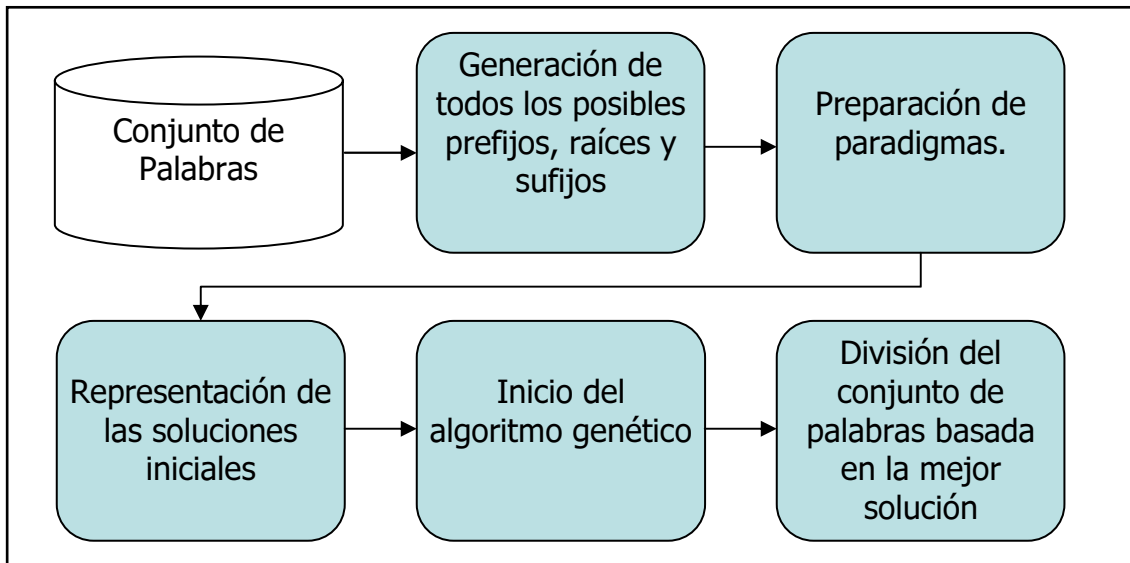 Conjunto de
Palabras
Generación de
todos los posibles
prefijos, raíces y
sufijos
Preparación de
paradigmas.
Representación de
las soluciones
iniciales
Inicio del
algoritmo genético
División del
conjunto de
palabras basada
en la mejor
solución